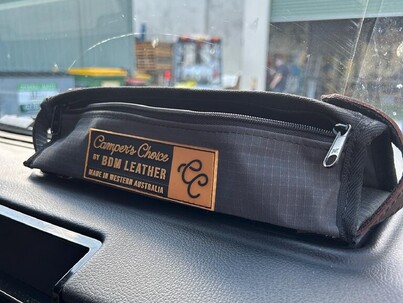 Camper's Choice
BY BDM LEATHER
MADE IN WESTERN AUSTRALIA
CC